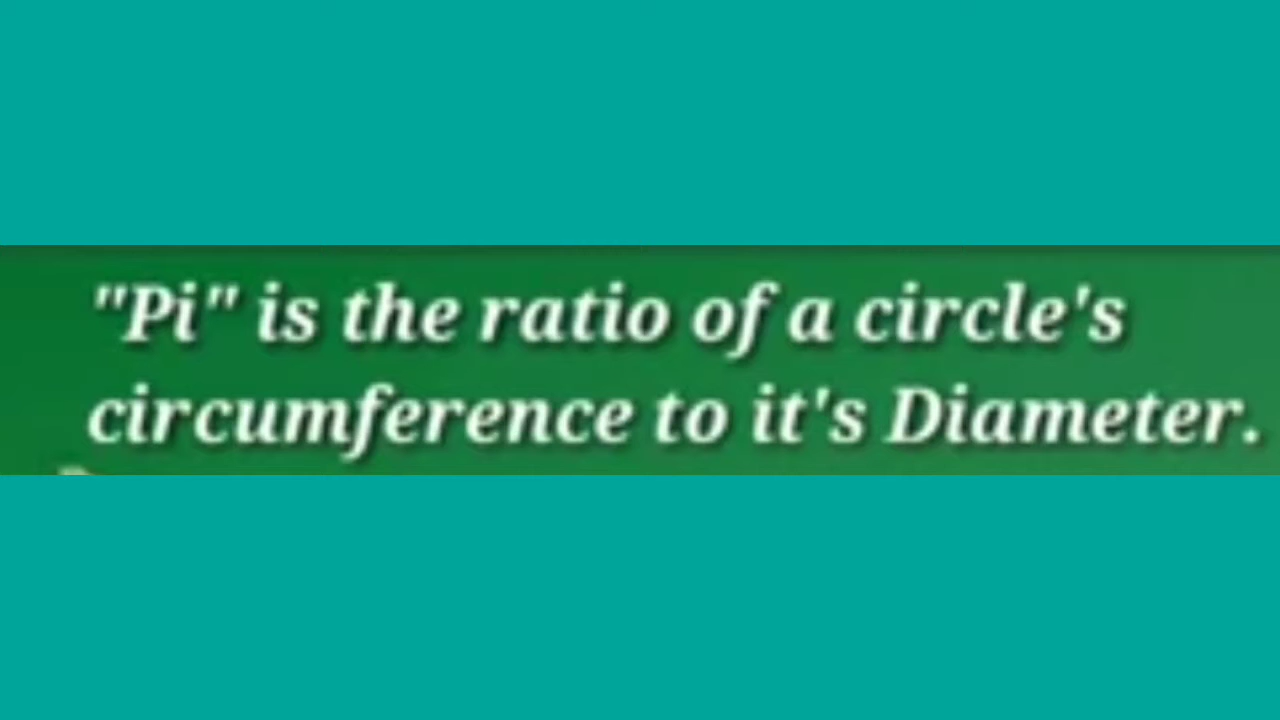 "Pi" is the ratio of a circle's
circumference to it's Diameter.